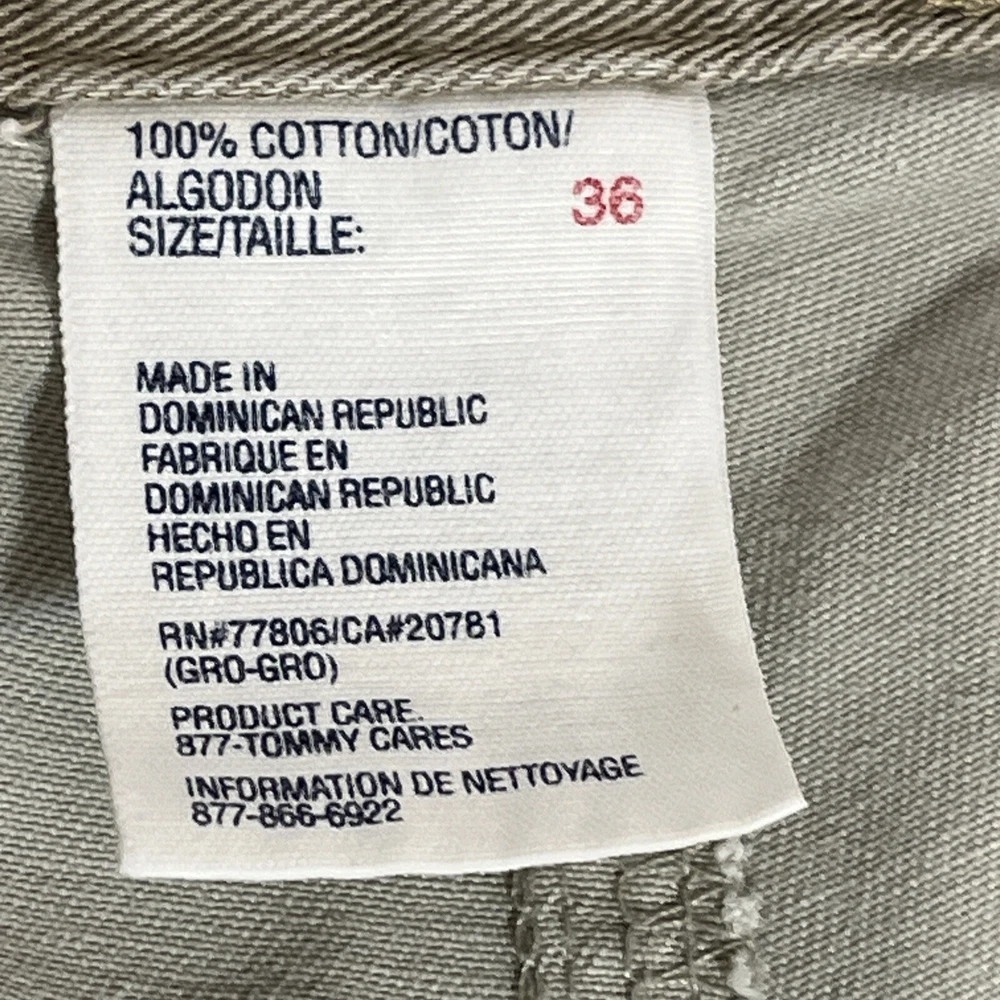 100% COTTON/COTON/
ALGODON
36
SIZE/TAILLE:
MADE IN
DOMINICAN REPUBLIC
FABRIQUE EN
DOMINICAN REPUBLIC
HECHO EN
REPUBLICA DOMINICANA
RN#77806/CA#20781
(GRO-GRO)
PRODUCT CARE.
877-TOMMY CARES
INFORMATION DE NETTOYAGE
877-866-6922